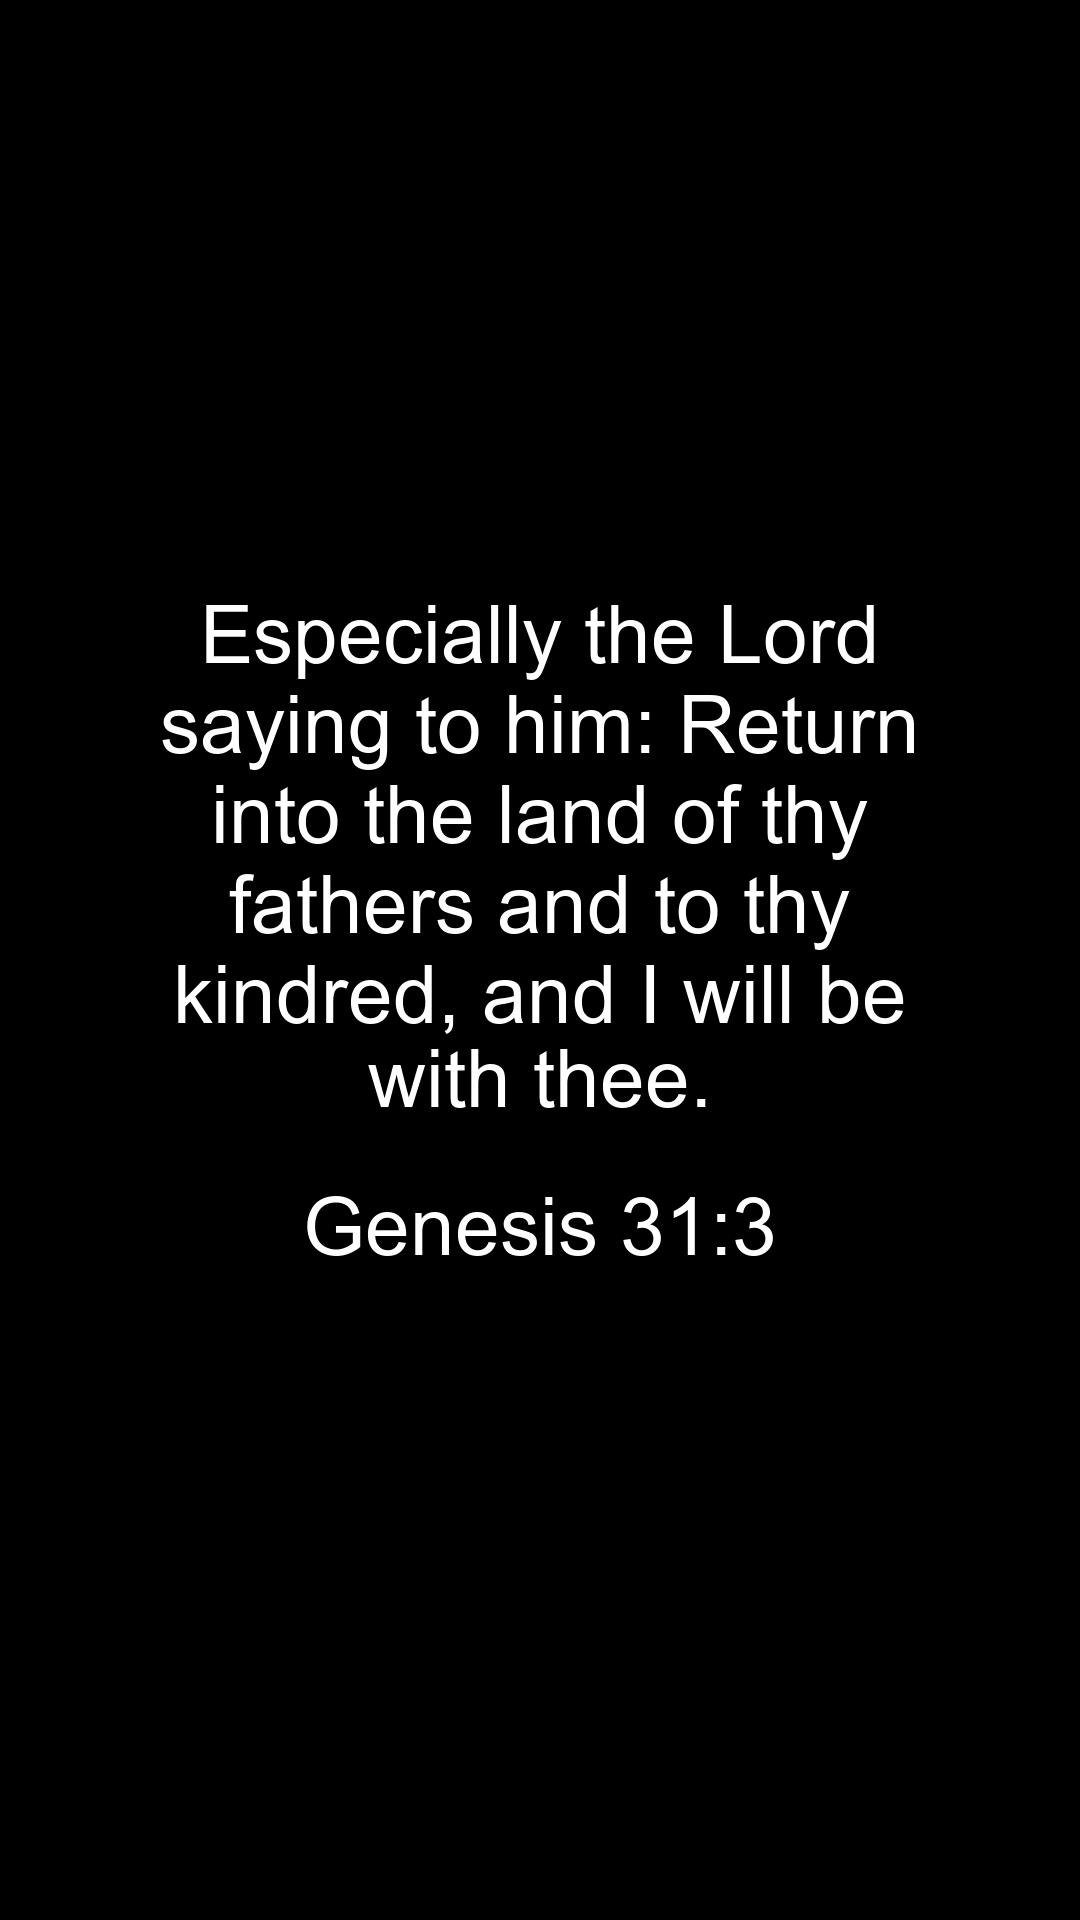 Especially the Lord
saying to him: Return
into the land of thy
fathers and to thy
kindred, and I will be
with thee.
Genesis 31:3